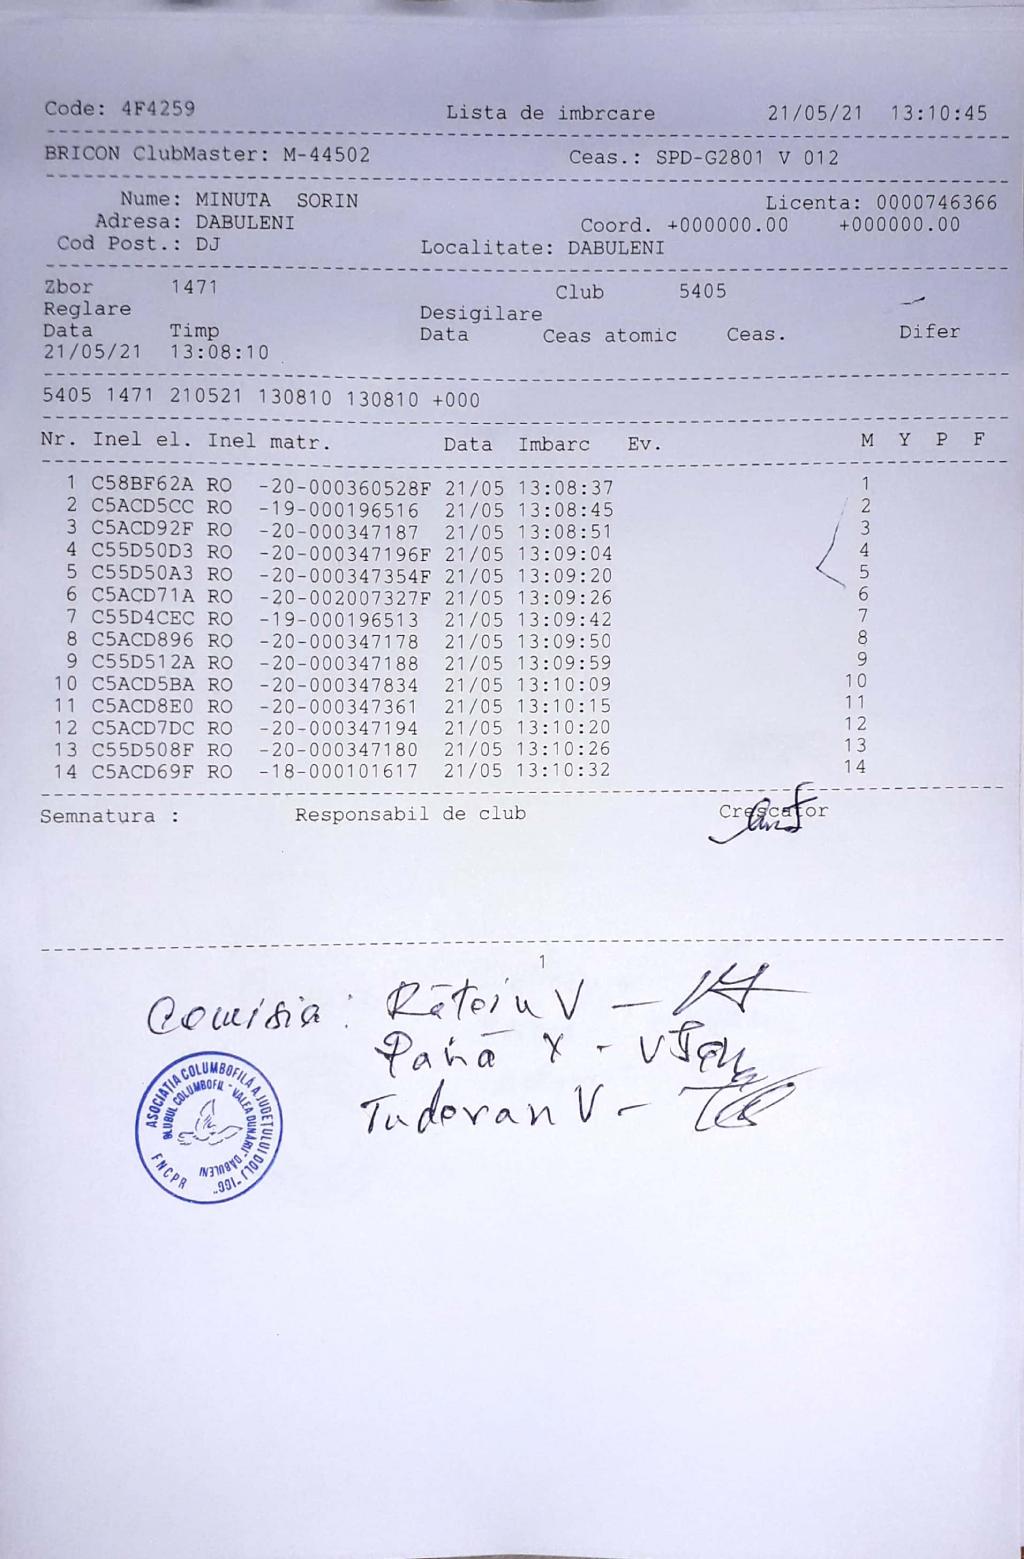 Code: 4F4259 Lista de imbrcare 21/05/21 13:10:45
BRICON ClubMaster: M-44502 Ceas.: SPD-G2801 V 012
Nume: MINUTA SORIN Licenta: 0000746366
Adresa: DABULENI Coord. +000000.00 +000000.00
Cod Post.: DJ Localitate: DABULENI
Zbor 1471 Club 5405
Reglare Desigilare
Data Timp Data Ceas atomic Ceas. Difer
21/05/21 13:08:10
5405 1471 210521 130810 130810 +000
Nr. Inel el. Inel matr. Data Imbarc Ev. M Y P F
1 C58BF62A RO -20-000360528F 21/05 13:08:37 1
2 C5ACD5CC RO -19-000196516 21/05 13:08:45 2
3 C5ACD92F RO -20-000347187 21/05 13:08:51 3
4 C55D50D3 RO -20-000347196F 21/05 13:09:04 4
5 C55D50A3 RO -20-000347354F 21/05 13:09:20 5
6 C5ACD71A RO -20-002007327F 21/05 13:09:26 6
7 C55D4CEC RO -19-000196513 21/05 13:09:42 7
8 C5ACD896 RO -20-000347178 21/05 13:09:50 8
9 C55D512A RO -20-000347188 21/05 13:09:59 9
10 C5ACD5BA RO -20-000347834 21/05 13:10:09 10
11 C5ACD8E0 RO -20-000347361 21/05 13:10:15 11
12 C5ACD7DC RO -20-000347194 21/05 13:10:20 12
13 C55D508F RO -20-000347180 21/05 13:10:26 13
14 C5ACD69F RO -18-000101617 21/05 13:10:32 14
Semnatura : Responsabil de club Crescator
1
Comisia: Răteiu V -
Pană X -
Tudoran V -
ASOCIAȚIA COLUMBOFILA A JUDEȚULUI DOLJ -IGG"
CLUBUL COLUMBOFIL - "VALEA DUNARII" DABULENI
FNCPR